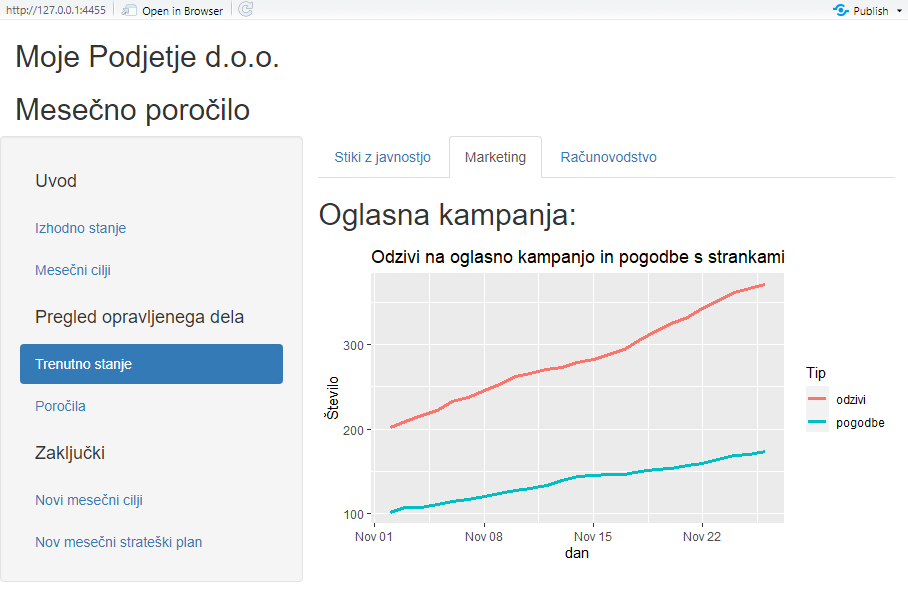 http://127.0.0.1:4455
Open in Browser
Publish
Moje Podjetje d.o.o.
Mesečno poročilo
Uvod
Izhodno stanje
Mesečni cilji
Pregled opravljenega dela
Trenutno stanje
Poročila
Zaključki
Novi mesečni cilji
Nov mesečni strateški plan
Stiki z javnostjo
Marketing
Računovodstvo
Oglasna kampanja:
Odzivi na oglasno kampanjo in pogodbe s strankami
Število
300
200
100
Nov 01
Nov 08
Nov 15
Nov 22
dan
Tip
odzivi
pogodbe